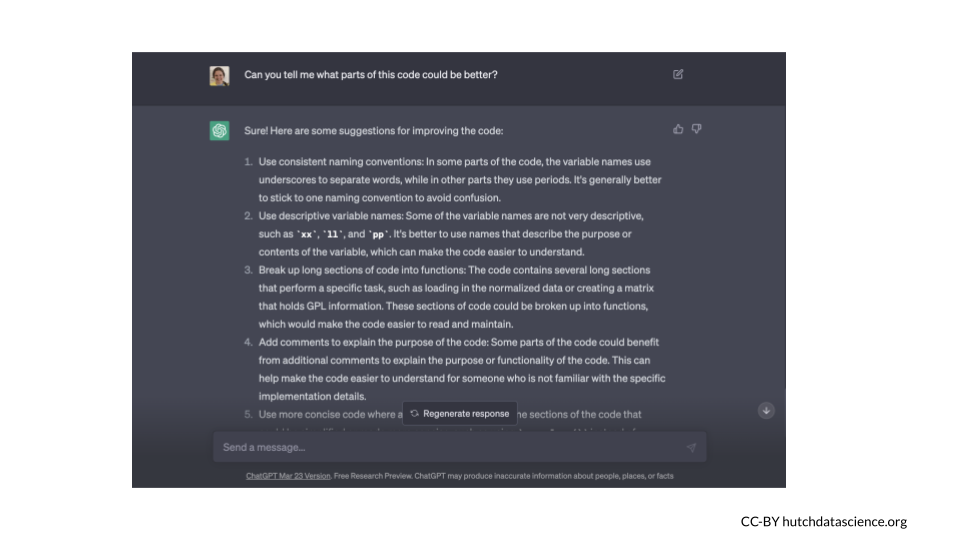 Can you tell me what parts of this code could be better?
Sure! Here are some suggestions for improving the code:
1. Use consistent naming conventions: In some parts of the code, the variable names use
underscores to separate words, while in other parts they use periods. It's generally better
to stick to one naming convention to avoid confusion.
2. Use descriptive variable names: Some of the variable names are not very descriptive,
such as `xx`, `ll`, and `pp`. It's better to use names that describe the purpose or
contents of the variable, which can make the code easier to understand.
3. Break up long sections of code into functions: The code contains several long sections
that perform a specific task, such as loading in the normalized data or creating a matrix
that holds GPL information. These sections of code could be broken up into functions,
which would make the code easier to read and maintain.
4. Add comments to explain the purpose of the code: Some parts of the code could benefit
from additional comments to explain the purpose or functionality of the code. This can
help make the code easier to understand for someone who is not familiar with the specific
implementation details.
5. Use more concise code where
Regenerate response
sections of the code that
Send a message...
ChatGPT Mar 23 Version. Free Research Preview. ChatGPT may produce inaccurate information about people, places, or facts
CC-BY hutchdatascience.org